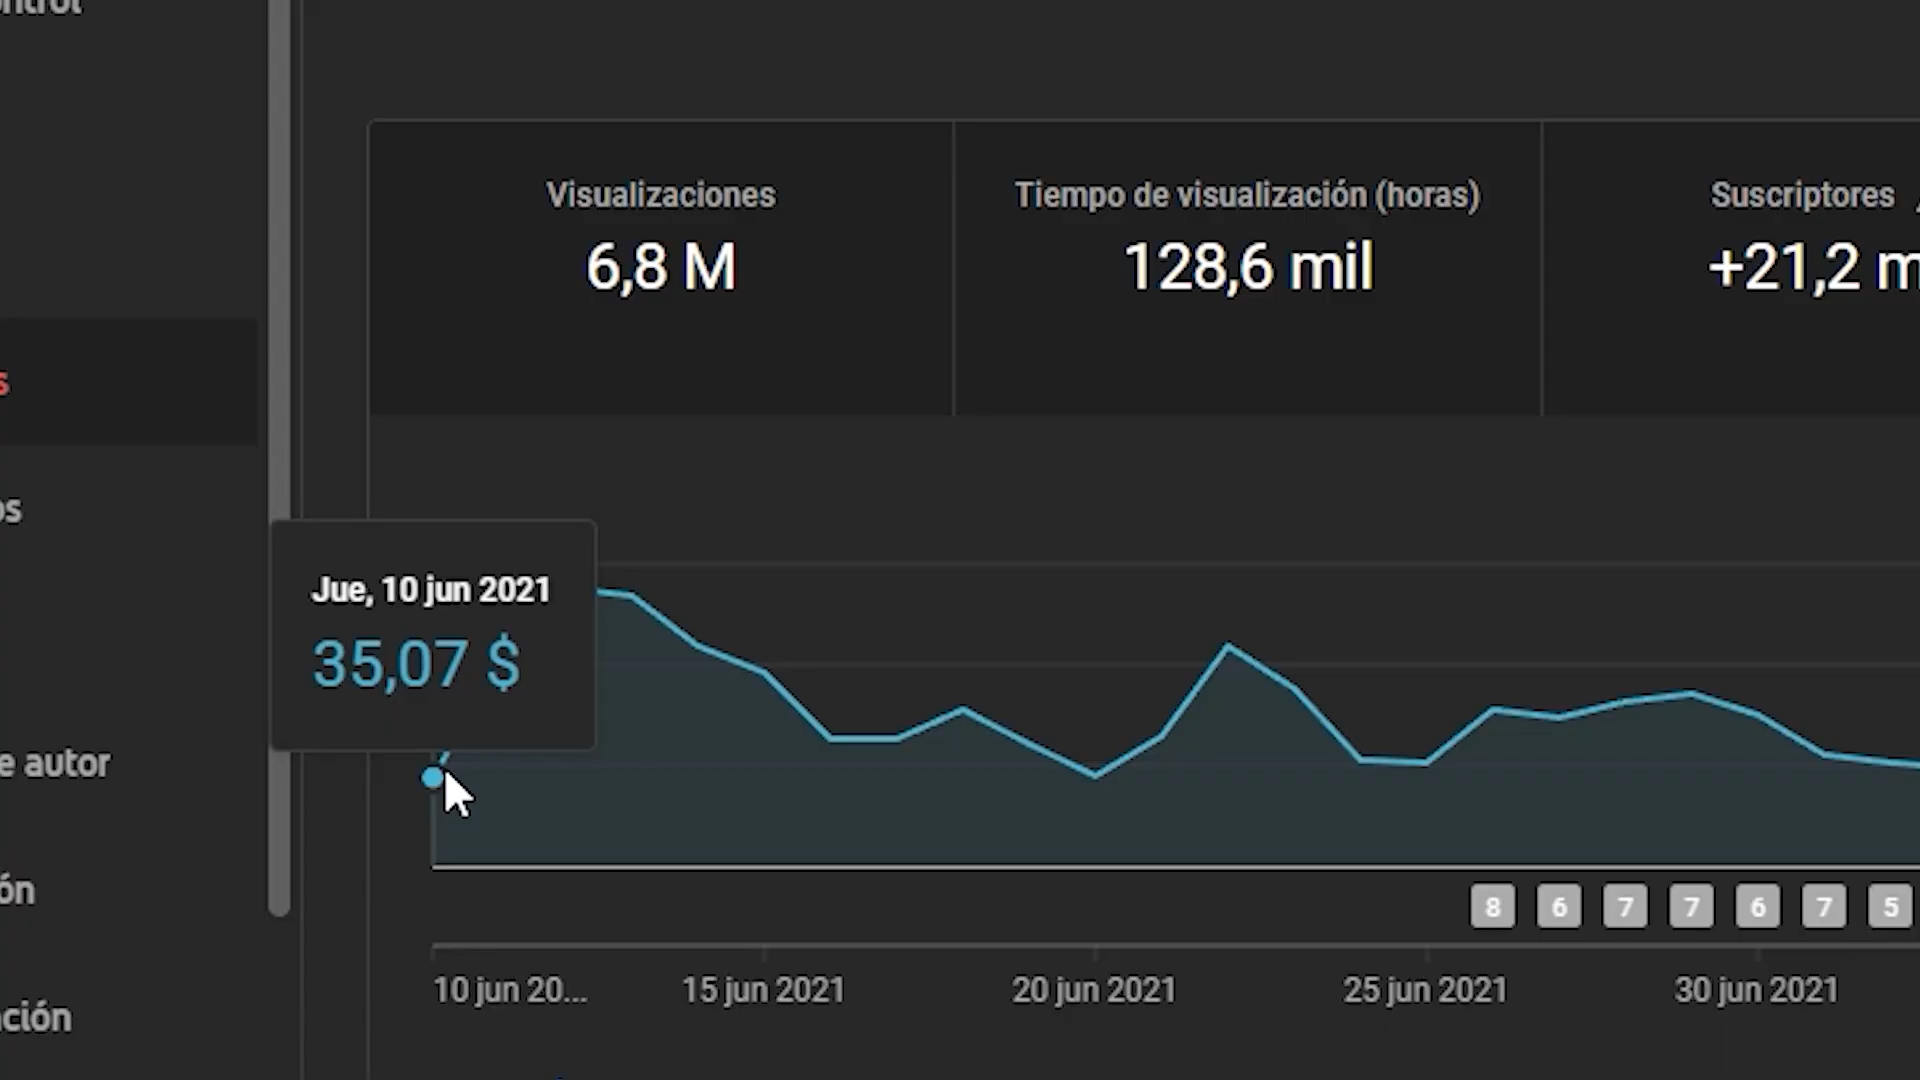 Visualizaciones
6,8 M
Tiempo de visualización (horas)
128,6 mil
Suscriptores
+21,2
os
Jue, 10 jun 2021
35,07 $
e autor
ón
ción
8 6 7 7 6 7 5
10 jun 20... 15 jun 2021 20 jun 2021 25 jun 2021 30 jun 2021